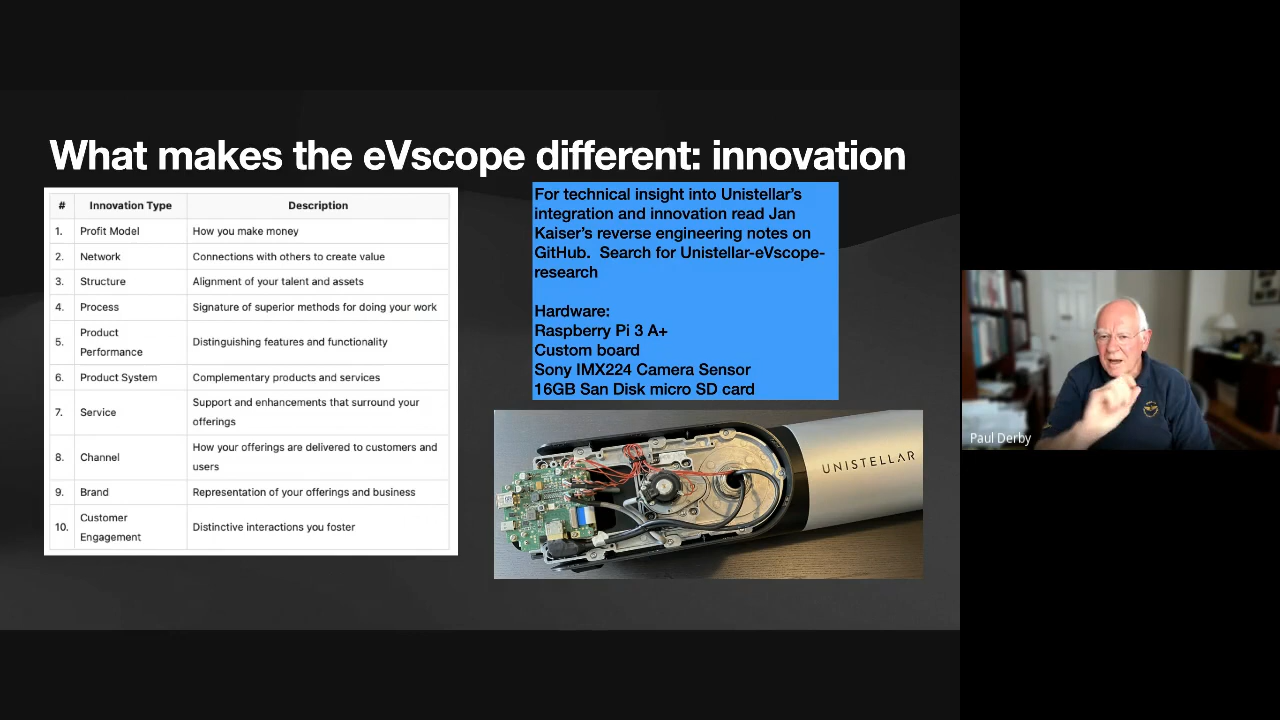 What makes the eVscope different: innovation
# Innovation Type Description
1. Profit Model How you make money
2. Network Connections with others to create value
3. Structure Alignment of your talent and assets
4. Process Signature of superior methods for doing your work
5. Product Performance Distinguishing features and functionality
6. Product System Complementary products and services
7. Service Support and enhancements that surround your offerings
8. Channel How your offerings are delivered to customers and users
9. Brand Representation of your offerings and business
10. Customer Engagement Distinctive interactions you foster
For technical insight into Unistellar's
integration and innovation read Jan
Kaiser's reverse engineering notes on
GitHub. Search for Unistellar-eVscope-
research
Hardware:
Raspberry Pi 3 A+
Custom board
Sony IMX224 Camera Sensor
16GB San Disk micro SD card
UNISTELLAR
Paul Derby